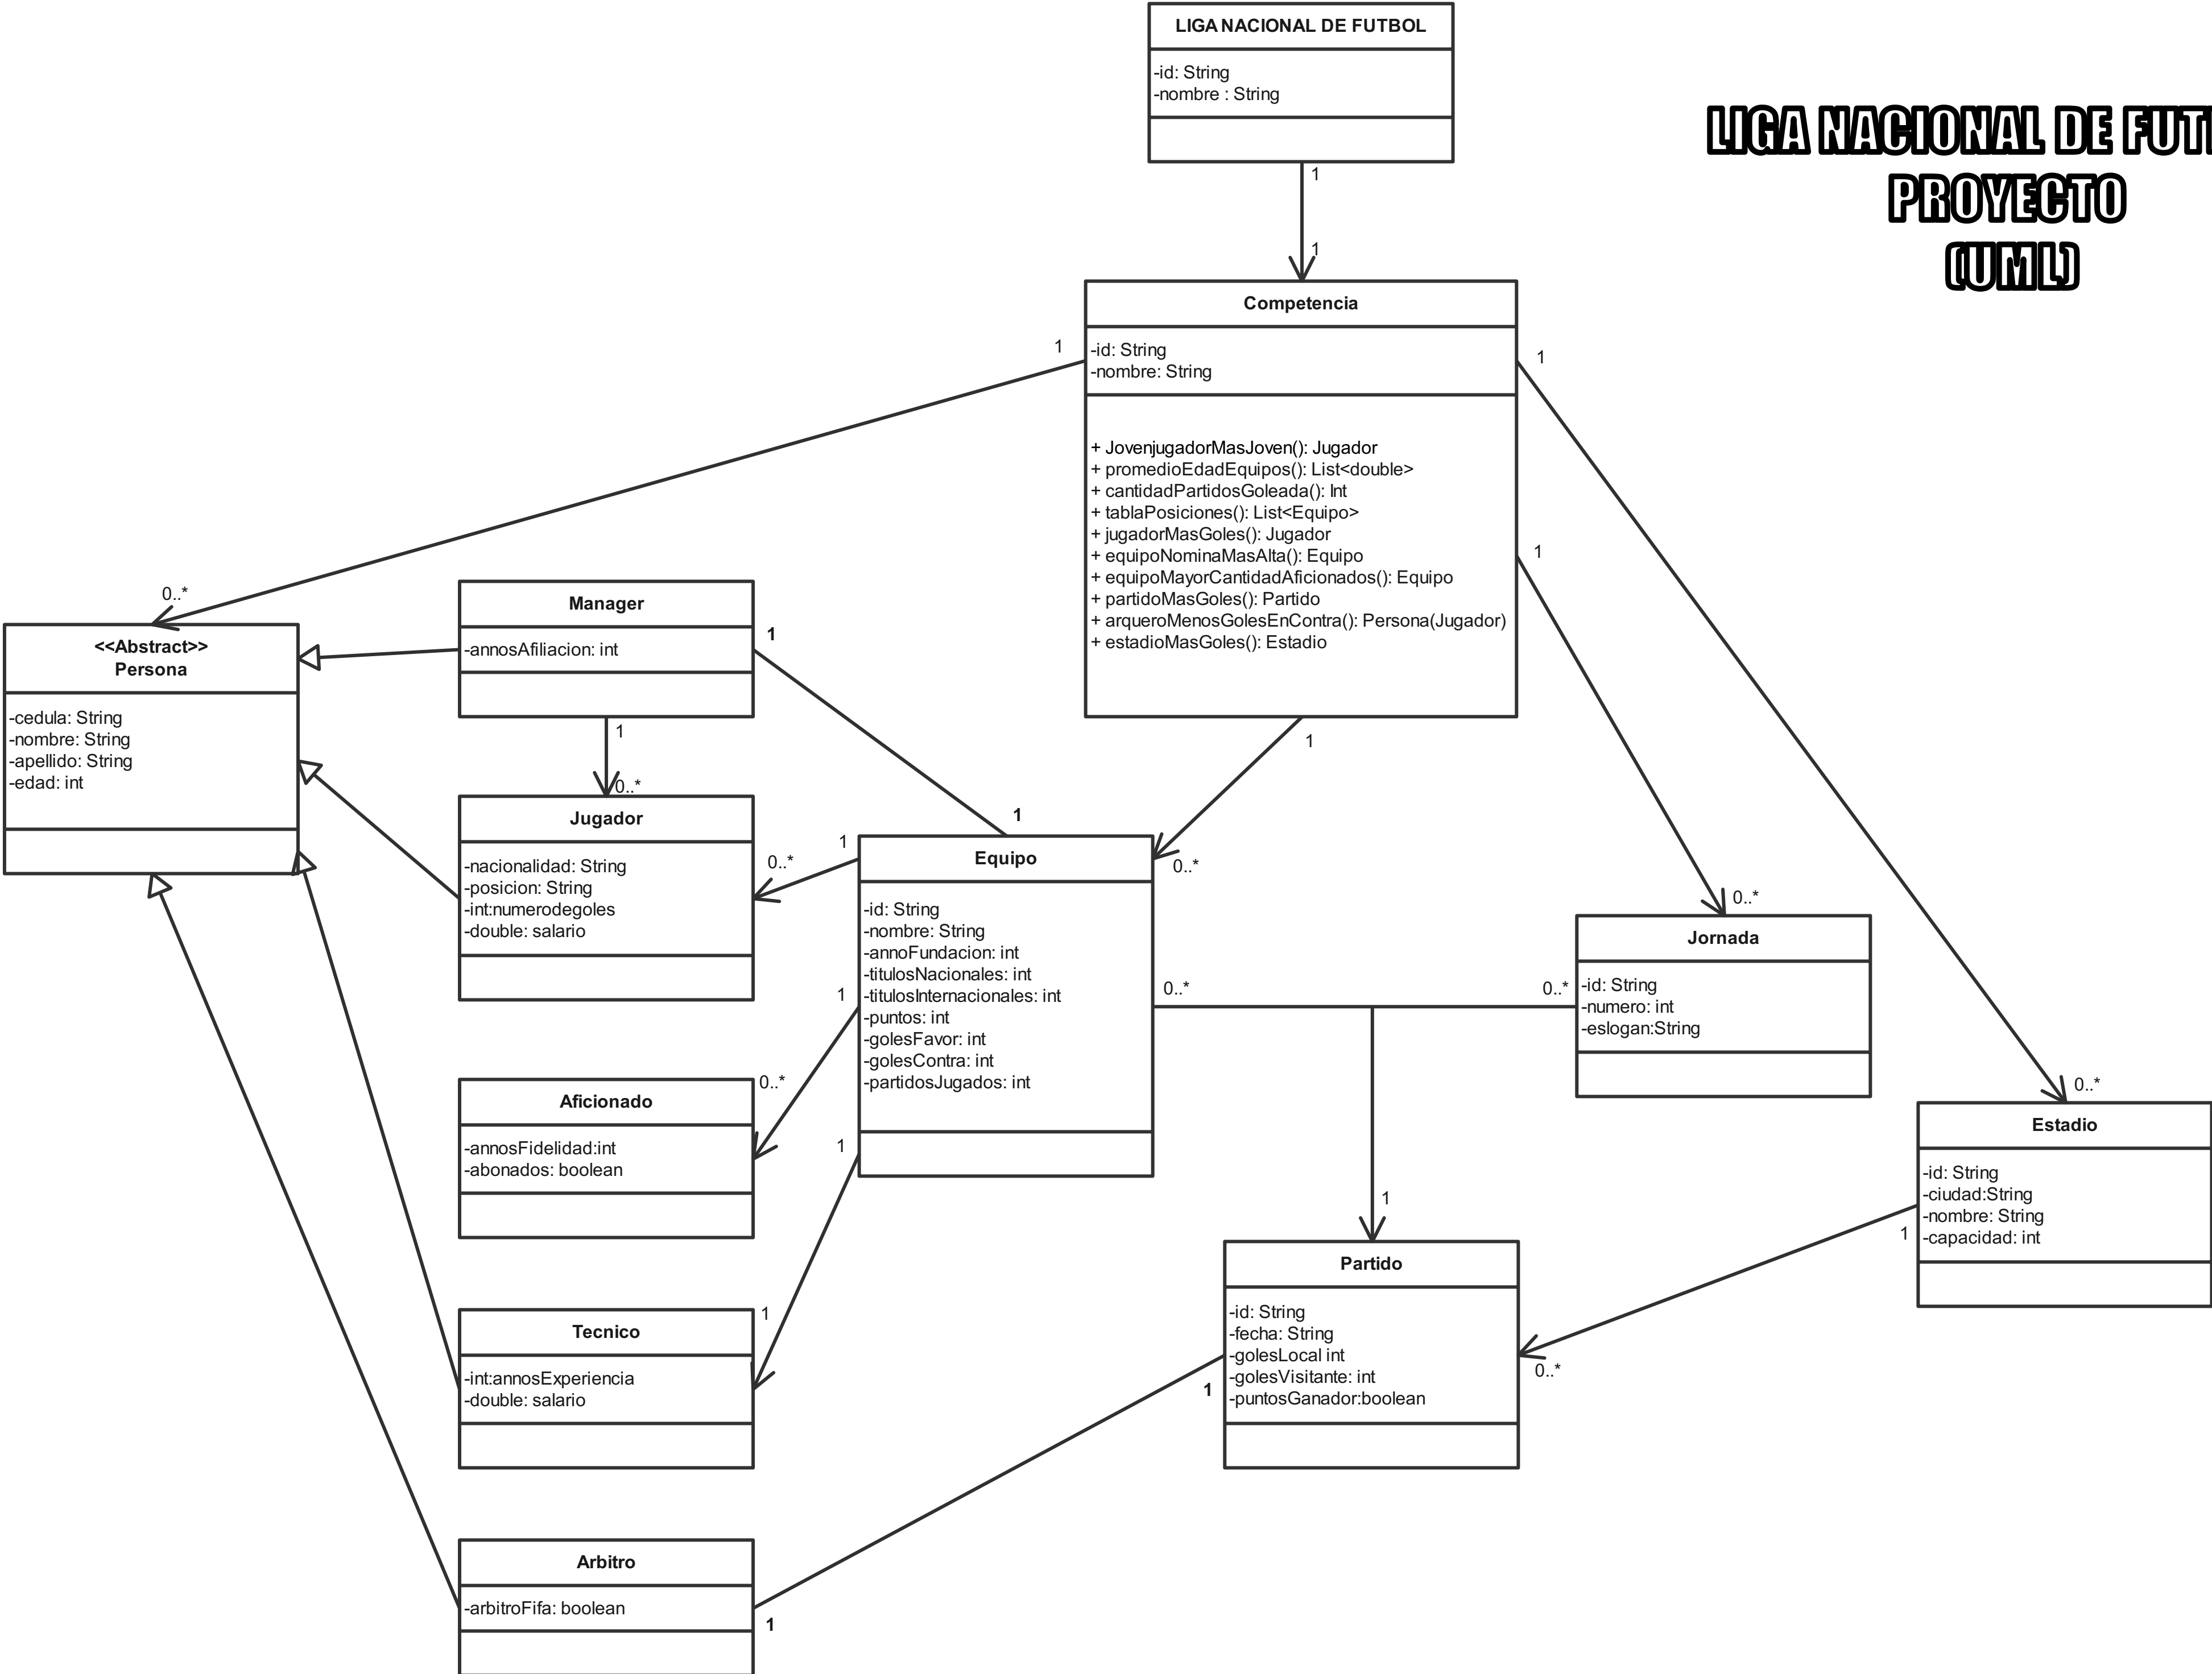 LIGA NACIONAL DE FUTBOL
-id: String
-nombre : String
LIGA NACIONAL DE FUT
PROYECTO
(UML)
1
1
Competencia
-id: String
-nombre: String
+ JovenjugadorMasJoven(): Jugador
+ promedioEdadEquipos(): List<double>
+ cantidadPartidosGoleada(): Int
+ tablaPosiciones(): List<Equipo>
+ jugadorMasGoles(): Jugador
+ equipoNominaMasAlta(): Equipo
+ equipoMayorCantidadAficionados(): Equipo
+ partidoMasGoles(): Partido
+ arqueroMenosGolesEnContra(): Persona(Jugador)
+ estadioMasGoles(): Estadio
1
1
1
1
0..*
<<Abstract>>
Persona
-cedula: String
-nombre: String
-apellido: String
-edad: int
Manager
-annosAfiliacion: int
1
1
0..*
Jugador
-nacionalidad: String
-posicion: String
-int:numerodegoles
-double: salario
1
1
0..*
0..*
Equipo
-id: String
-nombre: String
-annoFundacion: int
-titulosNacionales: int
-titulosInternacionales: int
-puntos: int
-golesFavor: int
-golesContra: int
-partidosJugados: int
1
0..*
1
1
0..*
0..*
0..*
Jornada
-id: String
-numero: int
-eslogan:String
Aficionado
-annosFidelidad:int
-abonados: boolean
0..*
Estadio
-id: String
-ciudad:String
-nombre: String
-capacidad: int
1
0..*
1
Partido
-id: String
-fecha: String
-golesLocal int
-golesVisitante: int
-puntosGanador:boolean
1
Tecnico
-int:annosExperiencia
-double: salario
Arbitro
-arbitroFifa: boolean
1